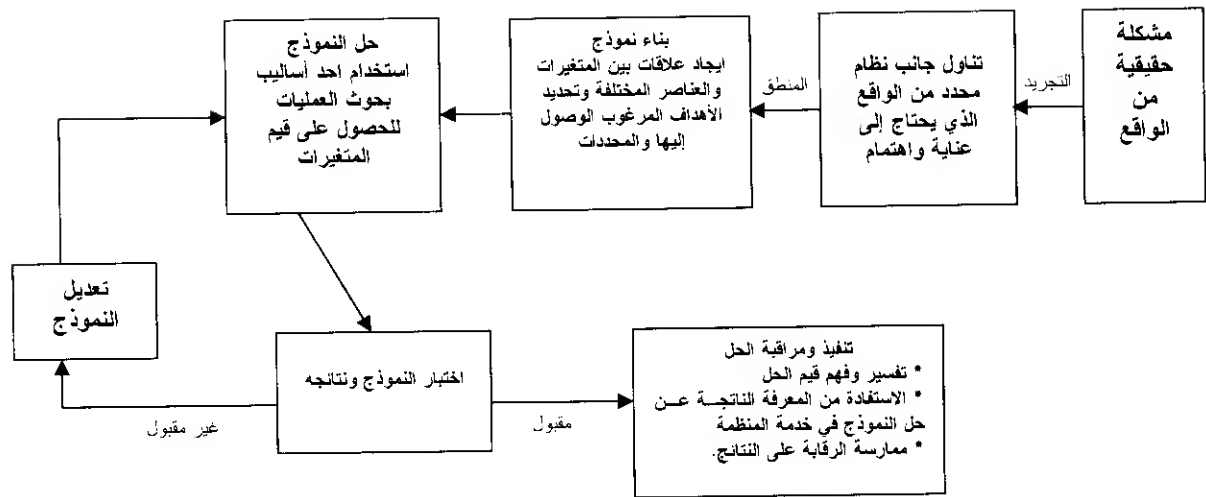 مشكلة
حقيقية
من
الواقع
التجريد
تناول جانب نظام
محدد من الواقع
الذي يحتاج إلى
عناية واهتمام
المنطق
بناء نموذج
ايجاد علاقات بين المتغيرات
والعناصر المختلفة وتحديد
الأهداف المرغوب الوصول
إليها والمحددات
حل النموذج
استخدام احد أساليب
بحوث العمليات
للحصول على قيم
المتغيرات
تعديل
النموذج
اختبار النموذج ونتائجه
غير مقبول
مقبول
تنفيذ ومراقبة الحل
* تفسير وفهم قيم الحل
* الاستفادة من المعرفة الناتجة عن
حل النموذج في خدمة المنظمة
* ممارسة الرقابة على النتائج.